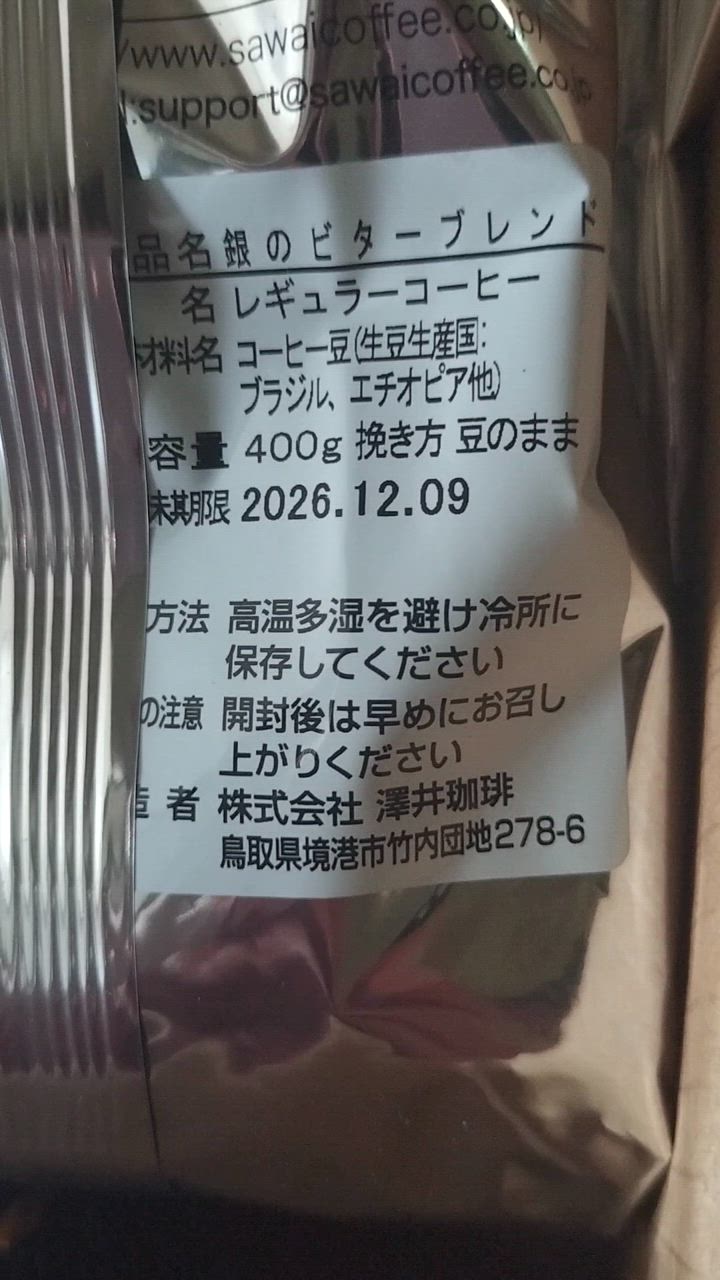 /www.sawaicoffee.co.jp/
l:support@sawaicoffee.co.jp
品名 銀のビターブレンド
名 レギュラーコーヒー
材料名 コーヒー豆(生豆生産国:
ブラジル、エチオピア他)
容量 400g 挽き方 豆のまま
味期限 2026.12.09
方法 高温多湿を避け冷所に
保存してください
の注意 開封後は早めにお召し
上がりください
造者 株式会社 澤井珈琲
鳥取県境港市竹内団地278-6